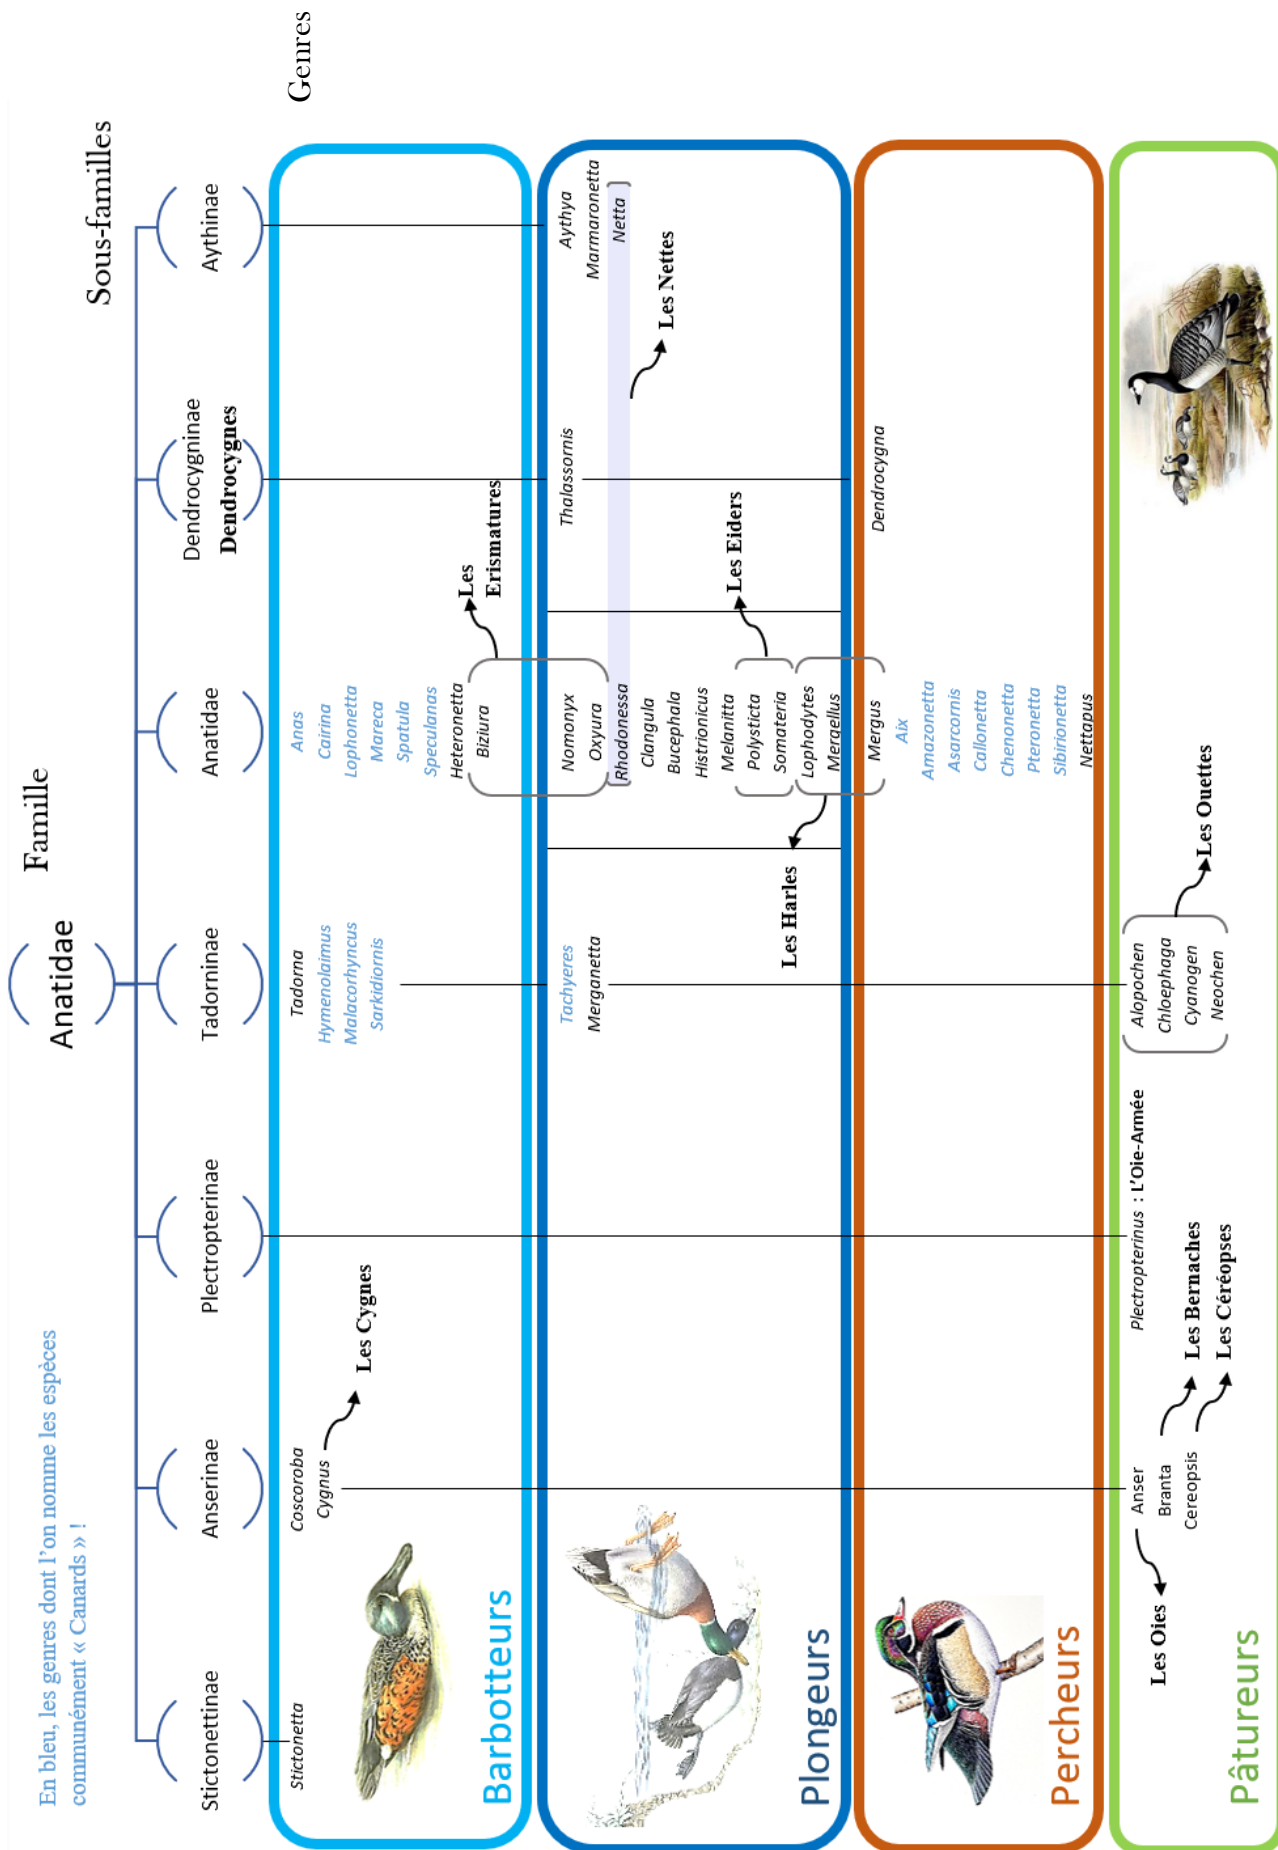 En bleu, les genres dont l'on nomme les espèces
communément « Canards » !
Famille
Anatidae
Sous-familles
Stictonettinae
Anserinae
Plectropterinae
Tadorninae
Anatidae
Dendrocygninae
Dendrocygnes
Aythinae
Genres
Barbotteurs
Stictonetta
Coscoroba
Cygnus
Les Cygnes
Tadorna
Hymenolaimus
Malacorhyncus
Sarkidiornis
Anas
Cairina
Lophonetta
Mareca
Spatula
Speculanas
Heteronetta
Biziura
Les
Erismatures
Plongeurs
Tachyeres
Merganetta
Nomonyx
Oxyura
Rhodonessa
Clangula
Bucephala
Histrionicus
Melanitta
Polysticta
Somateria
Lophodytes
Mergellus
Mergus
Les Harles
Les Eiders
Thalassornis
Aythya
Marmaronetta
Netta
Les Nettes
Percheurs
Aix
Amazonetta
Asarcornis
Callonetta
Chenonetta
Pteronetta
Sibirionetta
Nettapus
Dendrocygna
Pâtureurs
Anser
Branta
Cereopsis
Les Oies
Les Bernaches
Les Céréopses
Plectropterinus : L'Oie-Armée
Alopochen
Chloephaga
Cyanogen
Neochen
Les Ouettes